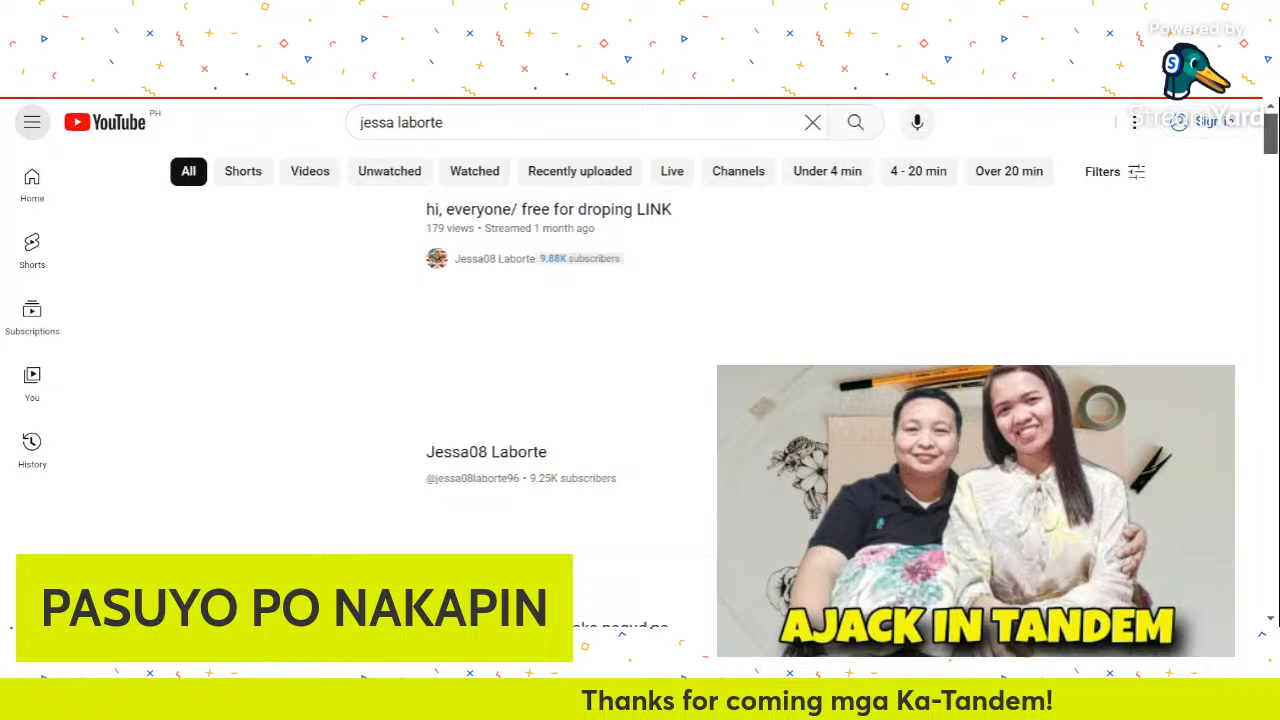 Powered by
StreamYard
YouTube PH
jessa laborte
Sign in
All
Shorts
Videos
Unwatched
Watched
Recently uploaded
Live
Channels
Under 4 min
4 - 20 min
Over 20 min
Filters
Home
Shorts
Subscriptions
You
History
hi, everyone/ free for droping LINK
179 views • Streamed 1 month ago
Jessa08 Laborte 9.88K subscribers
Jessa08 Laborte
@jessa08laborte96 • 9.25K subscribers
PASUYO PO NAKAPIN
AJACK IN TANDEM
Thanks for coming mga Ka-Tandem!